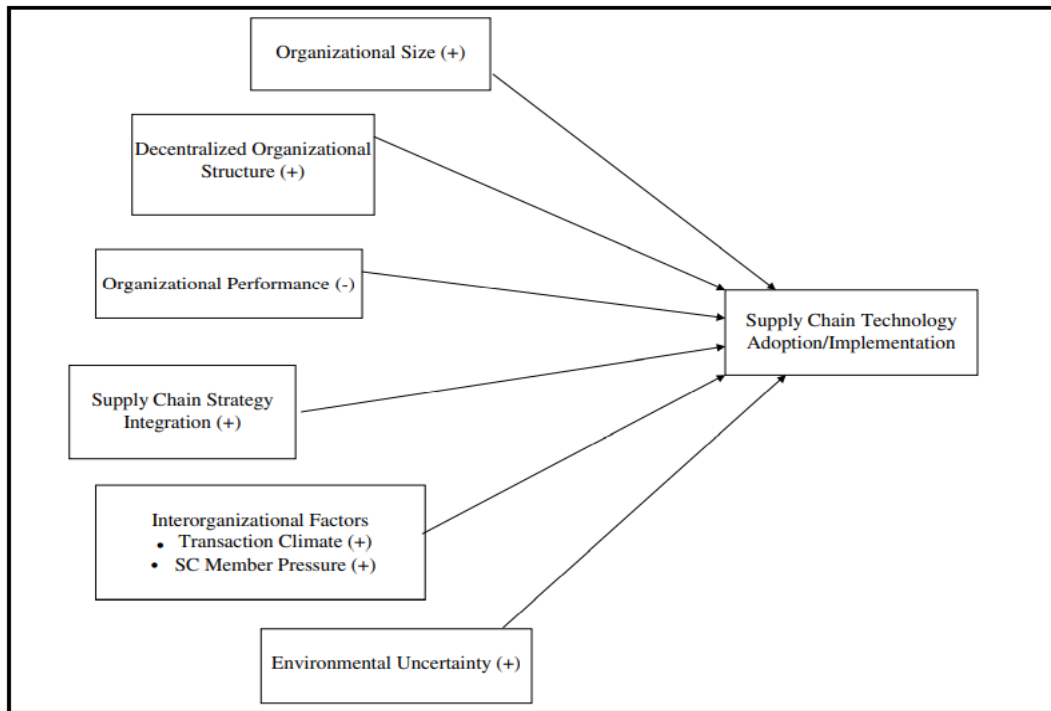 Organizational Size (+)
Decentralized Organizational
Structure (+)
Organizational Performance (-)
Supply Chain Technology
Adoption/Implementation
Supply Chain Strategy
Integration (+)
Interorganizational Factors
• Transaction Climate (+)
• SC Member Pressure (+)
Environmental Uncertainty (+)